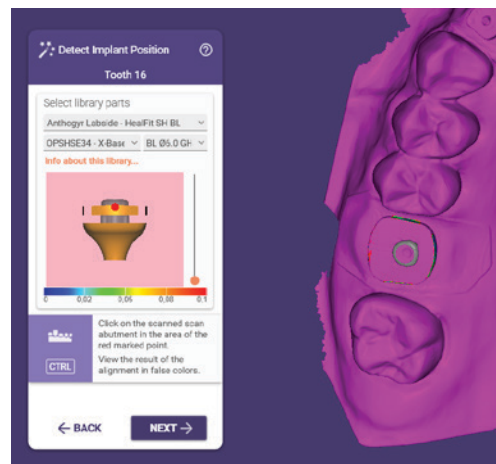 Detect Implant Position
Tooth 16
Select library parts
Anthogyr Labside - HealFit SH BL
OPSHSE34 - X-Base
BL Ø5.0 GH
Info about this library...
0 0,02 0,05 0,08 0.1
Click on the scanned scan
abutment in the area of the
red marked point.
CTRL
View the result of the
alignment in false colors.
← BACK
NEXT →